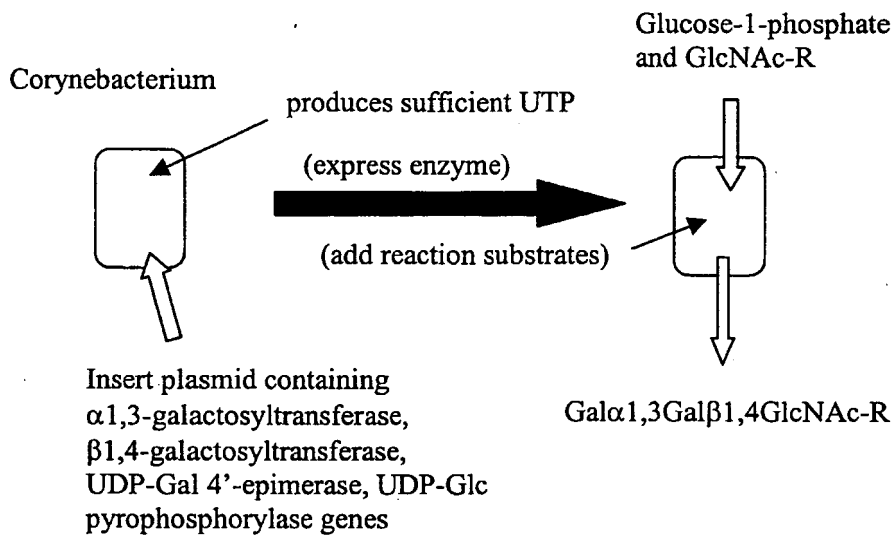 Corynebacterium
produces sufficient UTP
(express enzyme)
(add reaction substrates)
Insert plasmid containing
α1,3-galactosyltransferase,
β1,4-galactosyltransferase,
UDP-Gal 4’-epimerase, UDP-Glc
pyrophosphorylase genes
Glucose-1-phosphate
and GlcNAc-R
Galα1,3Galβ1,4GlcNAc-R